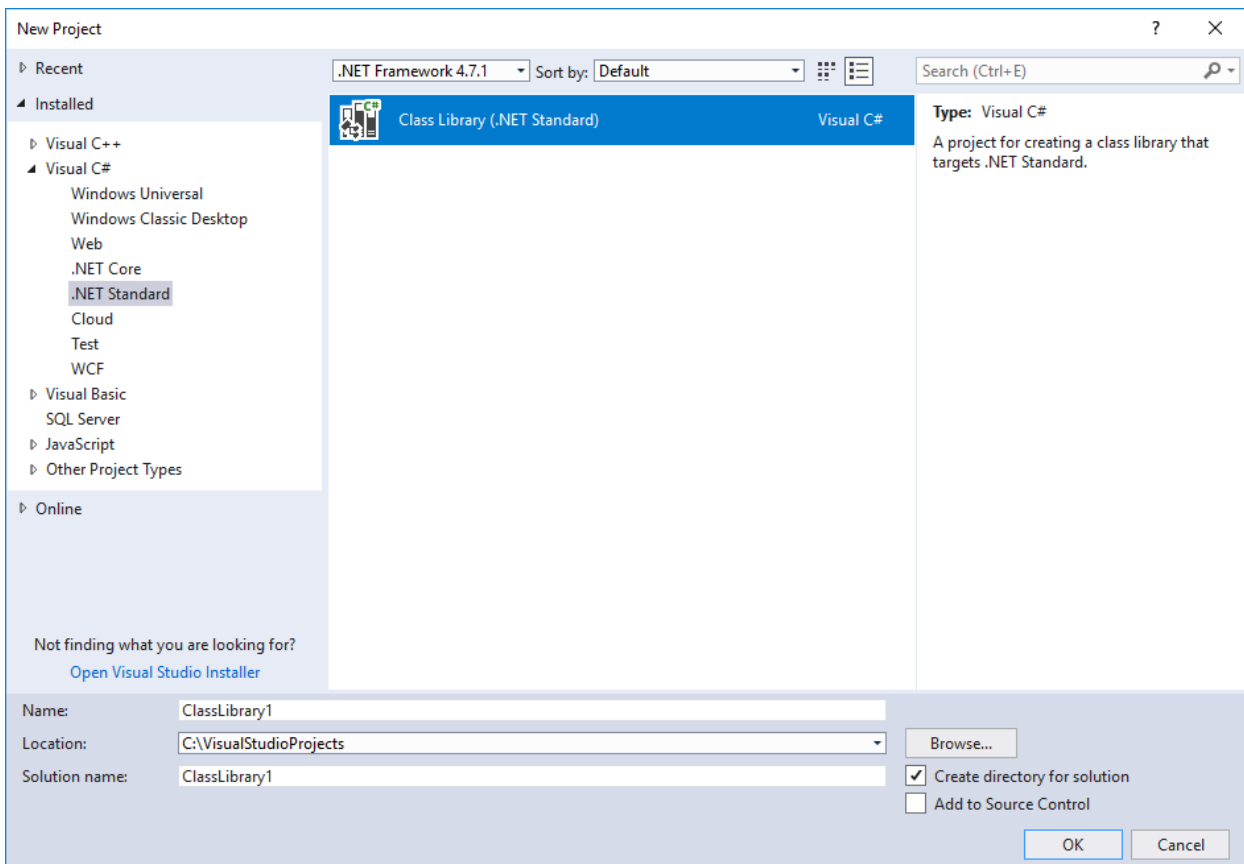 New Project
?
Recent
Installed
Visual C++
Visual C#
Windows Universal
Windows Classic Desktop
Web
.NET Core
.NET Standard
Cloud
Test
WCF
Visual Basic
SQL Server
JavaScript
Other Project Types
Online
Not finding what you are looking for?
Open Visual Studio Installer
.NET Framework 4.7.1 Sort by: Default
C# Class Library (.NET Standard) Visual C#
Search (Ctrl+E)
Type: Visual C#
A project for creating a class library that
targets .NET Standard.
Name: ClassLibrary1
Location: C:\VisualStudioProjects Browse...
Solution name: ClassLibrary1 Create directory for solution
Add to Source Control
OK Cancel